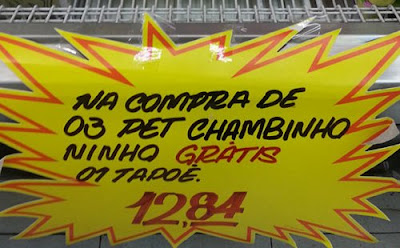 NA COMPRA DE
03 PET CHAMBINHO
NINHO GRÁTIS
01 TAPOÉ.
12,84